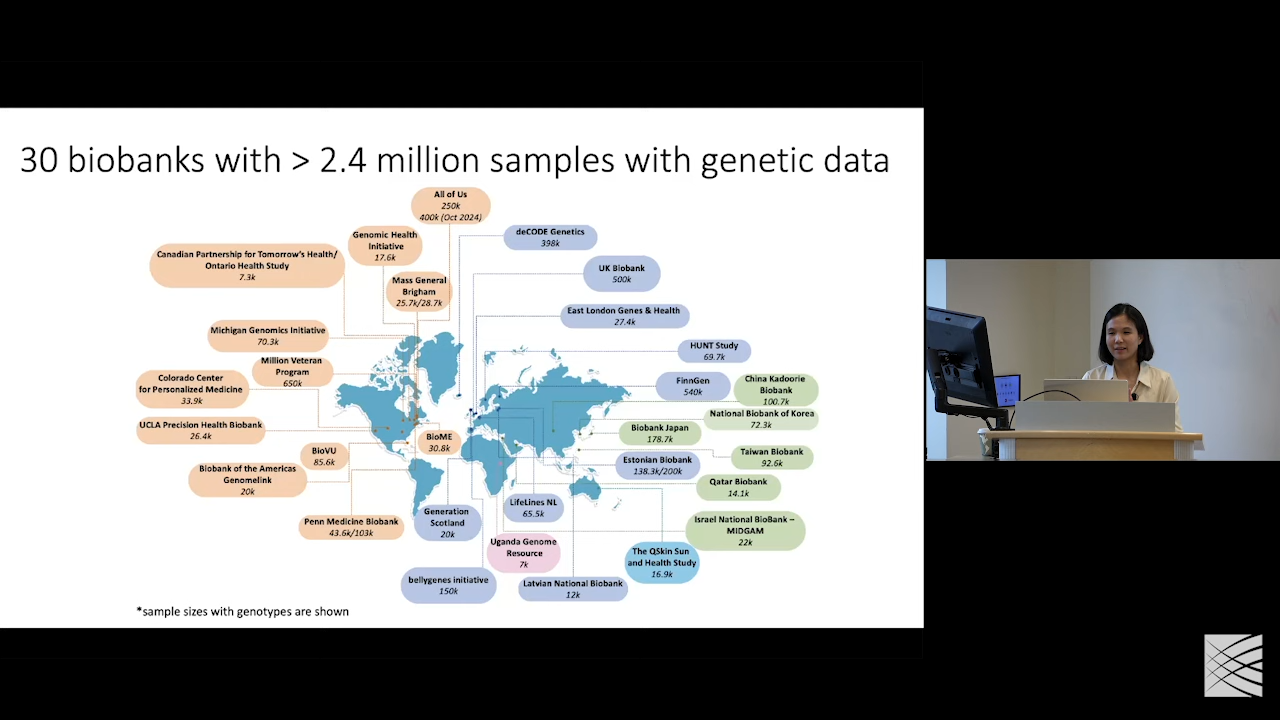 30 biobanks with > 2.4 million samples with genetic data
All of Us
250k
400k (Oct 2024)
Genomic Health
Initiative
17.6k
Canadian Partnership for Tomorrow's Health/
Ontario Health Study
7.3k
Mass General
Brigham
25.7k/28.7k
deCODE Genetics
398k
UK Biobank
500k
East London Genes & Health
27.4k
Michigan Genomics Initiative
70.3k
HUNT Study
69.7k
Million Veteran
Program
650k
Colorado Center
for Personalized Medicine
33.9k
FinnGen
540k
China Kadoorie
Biobank
100.7k
National Biobank of Korea
72.3k
UCLA Precision Health Biobank
26.4k
BioME
30.8k
Biobank Japan
178.7k
BioVU
85.6k
Taiwan Biobank
92.6k
Estonian Biobank
138.3k/200k
Biobank of the Americas
Genomelink
20k
Qatar Biobank
14.1k
LifeLines NL
65.5k
Penn Medicine Biobank
43.6k/103k
Generation
Scotland
20k
Israel National BioBank –
MIDGAM
22k
Uganda Genome
Resource
7k
The QSkin Sun
and Health Study
16.9k
bellygenes initiative
150k
Latvian National Biobank
12k
*sample sizes with genotypes are shown